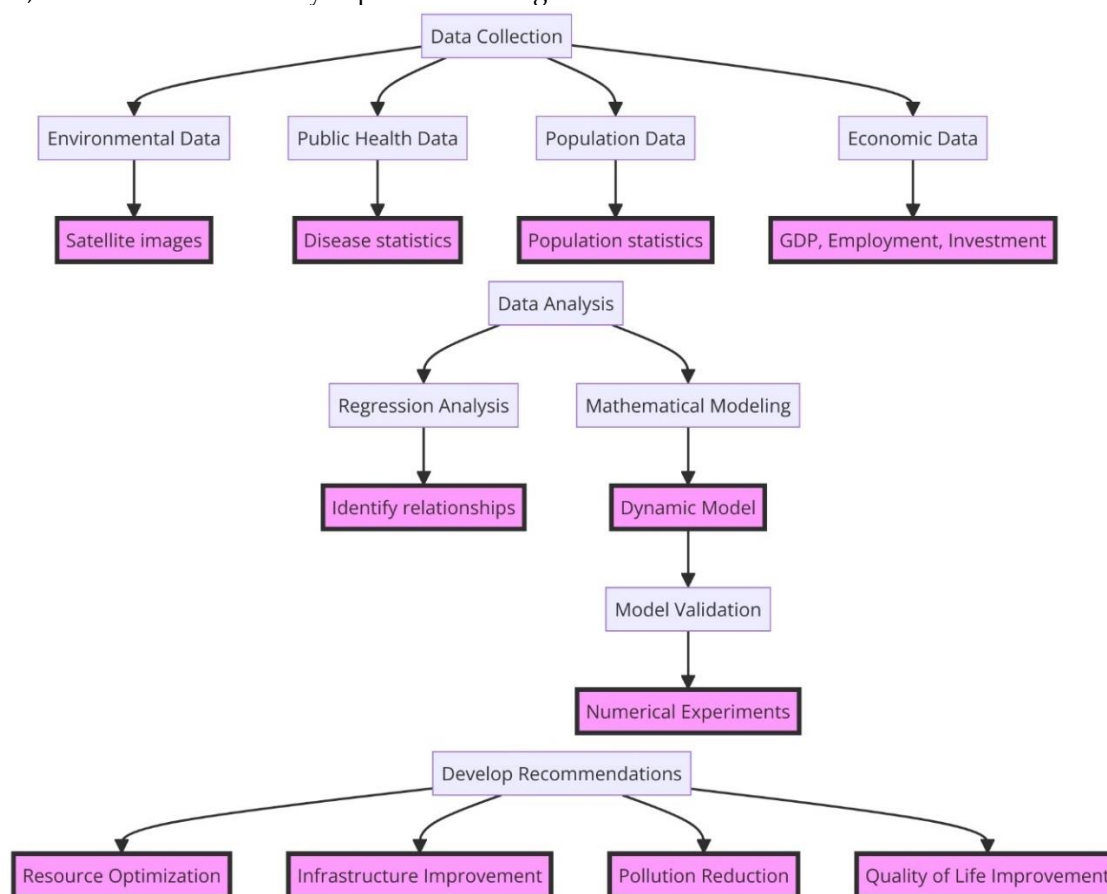 Data Collection
Environmental Data
Public Health Data
Population Data
Economic Data
Satellite images
Disease statistics
Population statistics
GDP, Employment, Investment
Data Analysis
Regression Analysis
Mathematical Modeling
Identify relationships
Dynamic Model
Model Validation
Numerical Experiments
Develop Recommendations
Resource Optimization
Infrastructure Improvement
Pollution Reduction
Quality of Life Improvement